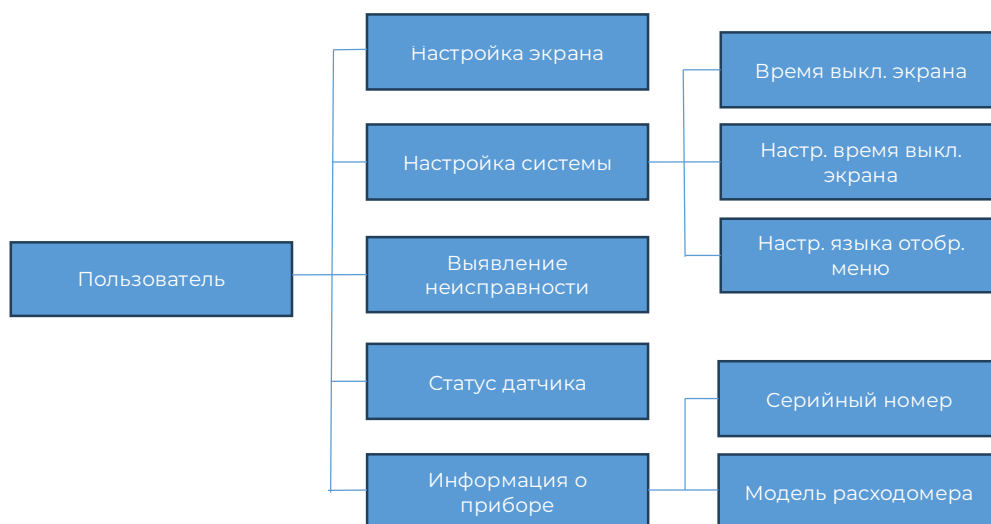 Настройка экрана
Время выкл. экрана
Настройка системы
Настр. время выкл.
экрана
Настр. языка отобр.
меню
Пользователь
Выявление
неисправности
Статус датчика
Серийный номер
Информация о
приборе
Модель расходомера